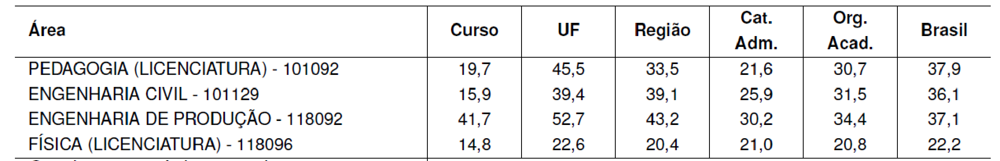 Área Curso UF Região Cat. Adm. Org. Acad. Brasil
PEDAGOGIA (LICENCIATURA) - 101092 19,7 45,5 33,5 21,6 30,7 37,9
ENGENHARIA CIVIL - 101129 15,9 39,4 39,1 25,9 31,5 36,1
ENGENHARIA DE PRODUÇÃO - 118092 41,7 52,7 43,2 30,2 34,4 37,1
FÍSICA (LICENCIATURA) - 118096 14,8 22,6 20,4 21,0 20,8 22,2